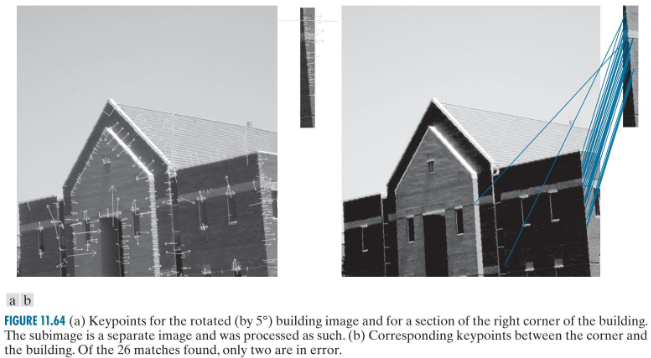 a b
FIGURE 11.64 (a) Keypoints for the rotated (by 5°) building image and for a section of the right corner of the building.
The subimage is a separate image and was processed as such. (b) Corresponding keypoints between the corner and
the building. Of the 26 matches found, only two are in error.